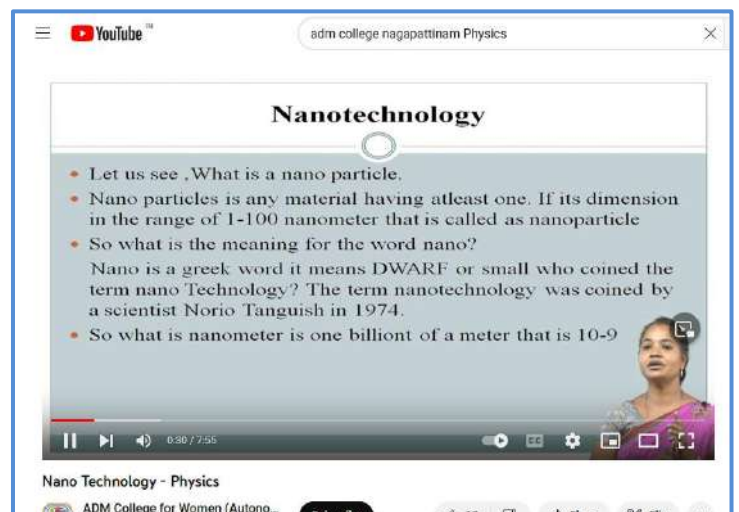 YouTube
adm college nagapattinam Physics
Nanotechnology
• Let us see ,What is a nano particle.
• Nano particles is any material having atleast one. If its dimension
in the range of 1-100 nanometer that is called as nanoparticle
• So what is the meaning for the word nano?
Nano is a greek word it means DWARF or small who coined the
term nano Technology? The term nanotechnology was coined by
a scientist Norio Tanguish in 1974.
• So what is nanometer is one billiont of a meter that is 10-9
0:30 / 7:55
Nano Technology - Physics
ADM College for Women (Autono...